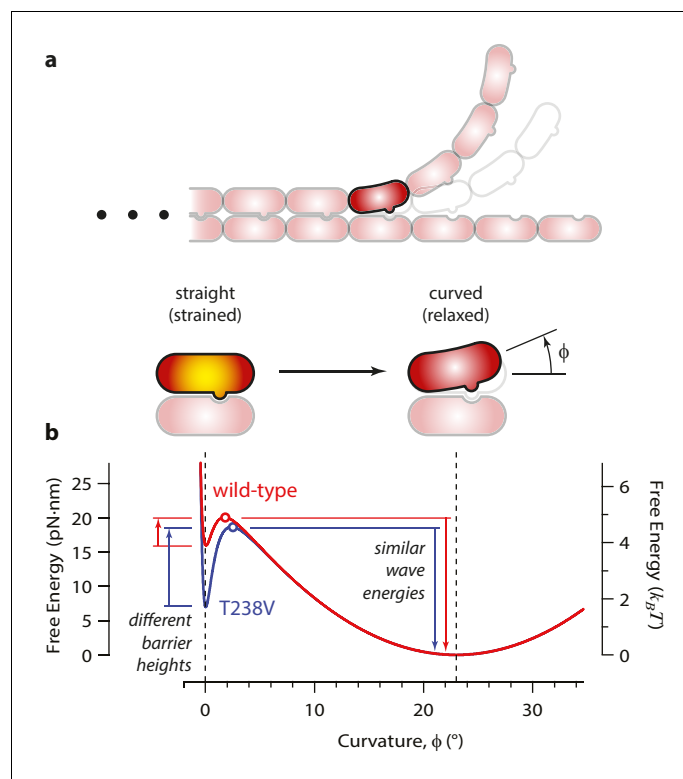 a
straight
(strained)
curved
(relaxed)
ϕ
b
25
20
15
10
5
0
Free Energy (pN·nm)
wild-type
T238V
different
barrier
heights
similar
wave
energies
6
4
2
0
Free Energy (k_BT)
0
10
20
30
Curvature, ϕ (°)